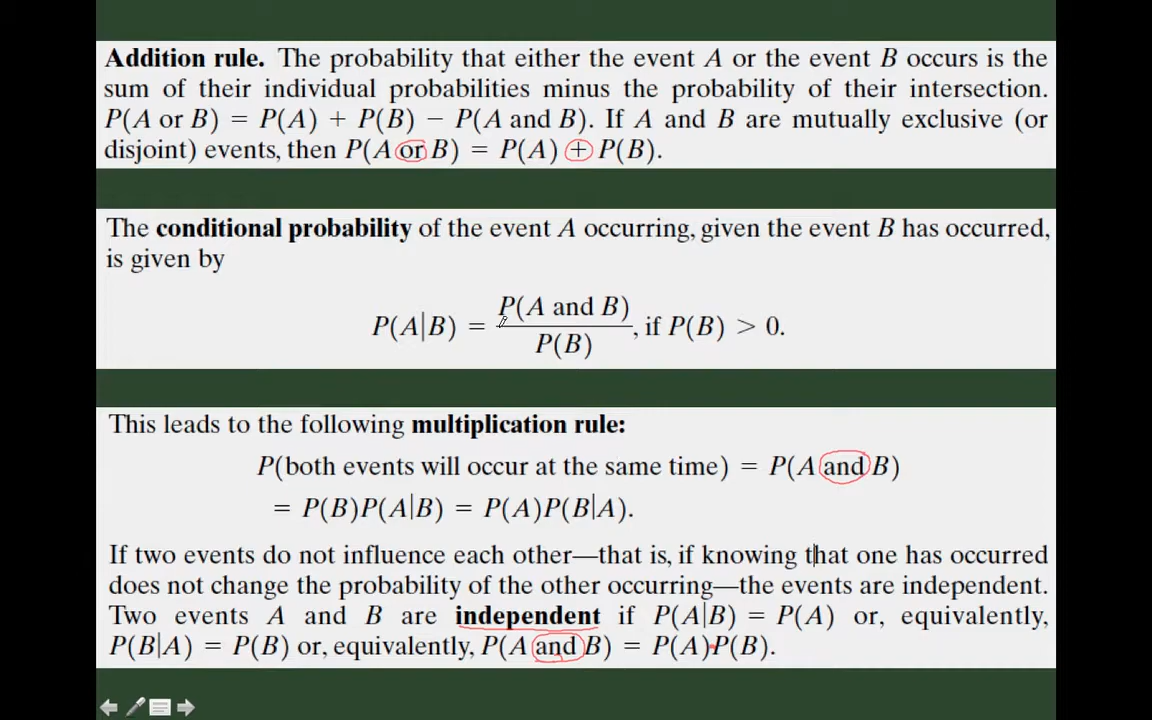 Addition rule. The probability that either the event A or the event B occurs is the
sum of their individual probabilities minus the probability of their intersection.
P(A or B) = P(A) + P(B) − P(A and B). If A and B are mutually exclusive (or
disjoint) events, then P(A or B) = P(A) + P(B).
The conditional probability of the event A occurring, given the event B has occurred,
is given by
P(A|B) = P(A and B) / P(B), if P(B) > 0.
This leads to the following multiplication rule:
P(both events will occur at the same time) = P(A and B)
= P(B)P(A|B) = P(A)P(B|A).
If two events do not influence each other—that is, if knowing that one has occurred
does not change the probability of the other occurring—the events are independent.
Two events A and B are independent if P(A|B) = P(A) or, equivalently,
P(B|A) = P(B) or, equivalently, P(A and B) = P(A)P(B).